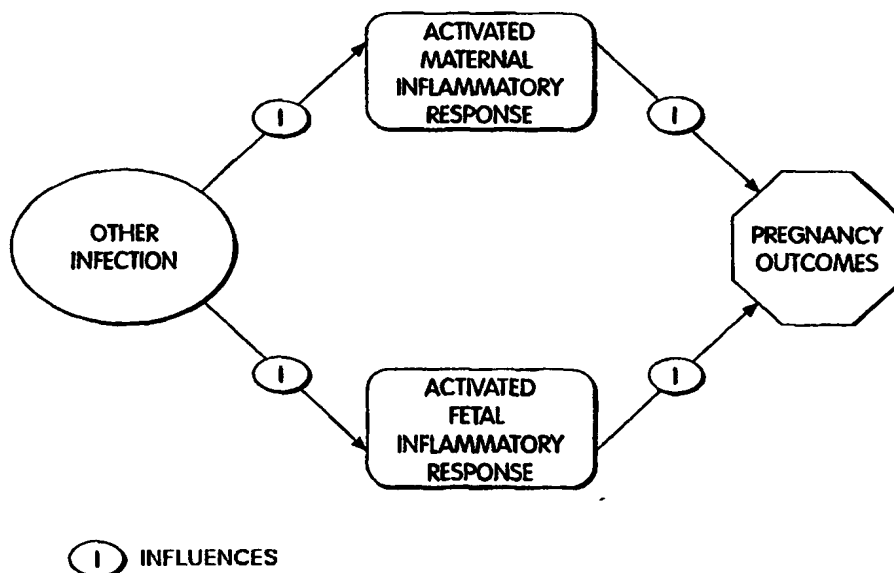 ACTIVATED
MATERNAL
INFLAMMATORY
RESPONSE
I
I
OTHER
INFECTION
PREGNANCY
OUTCOMES
I
I
ACTIVATED
FETAL
INFLAMMATORY
RESPONSE
I INFLUENCES